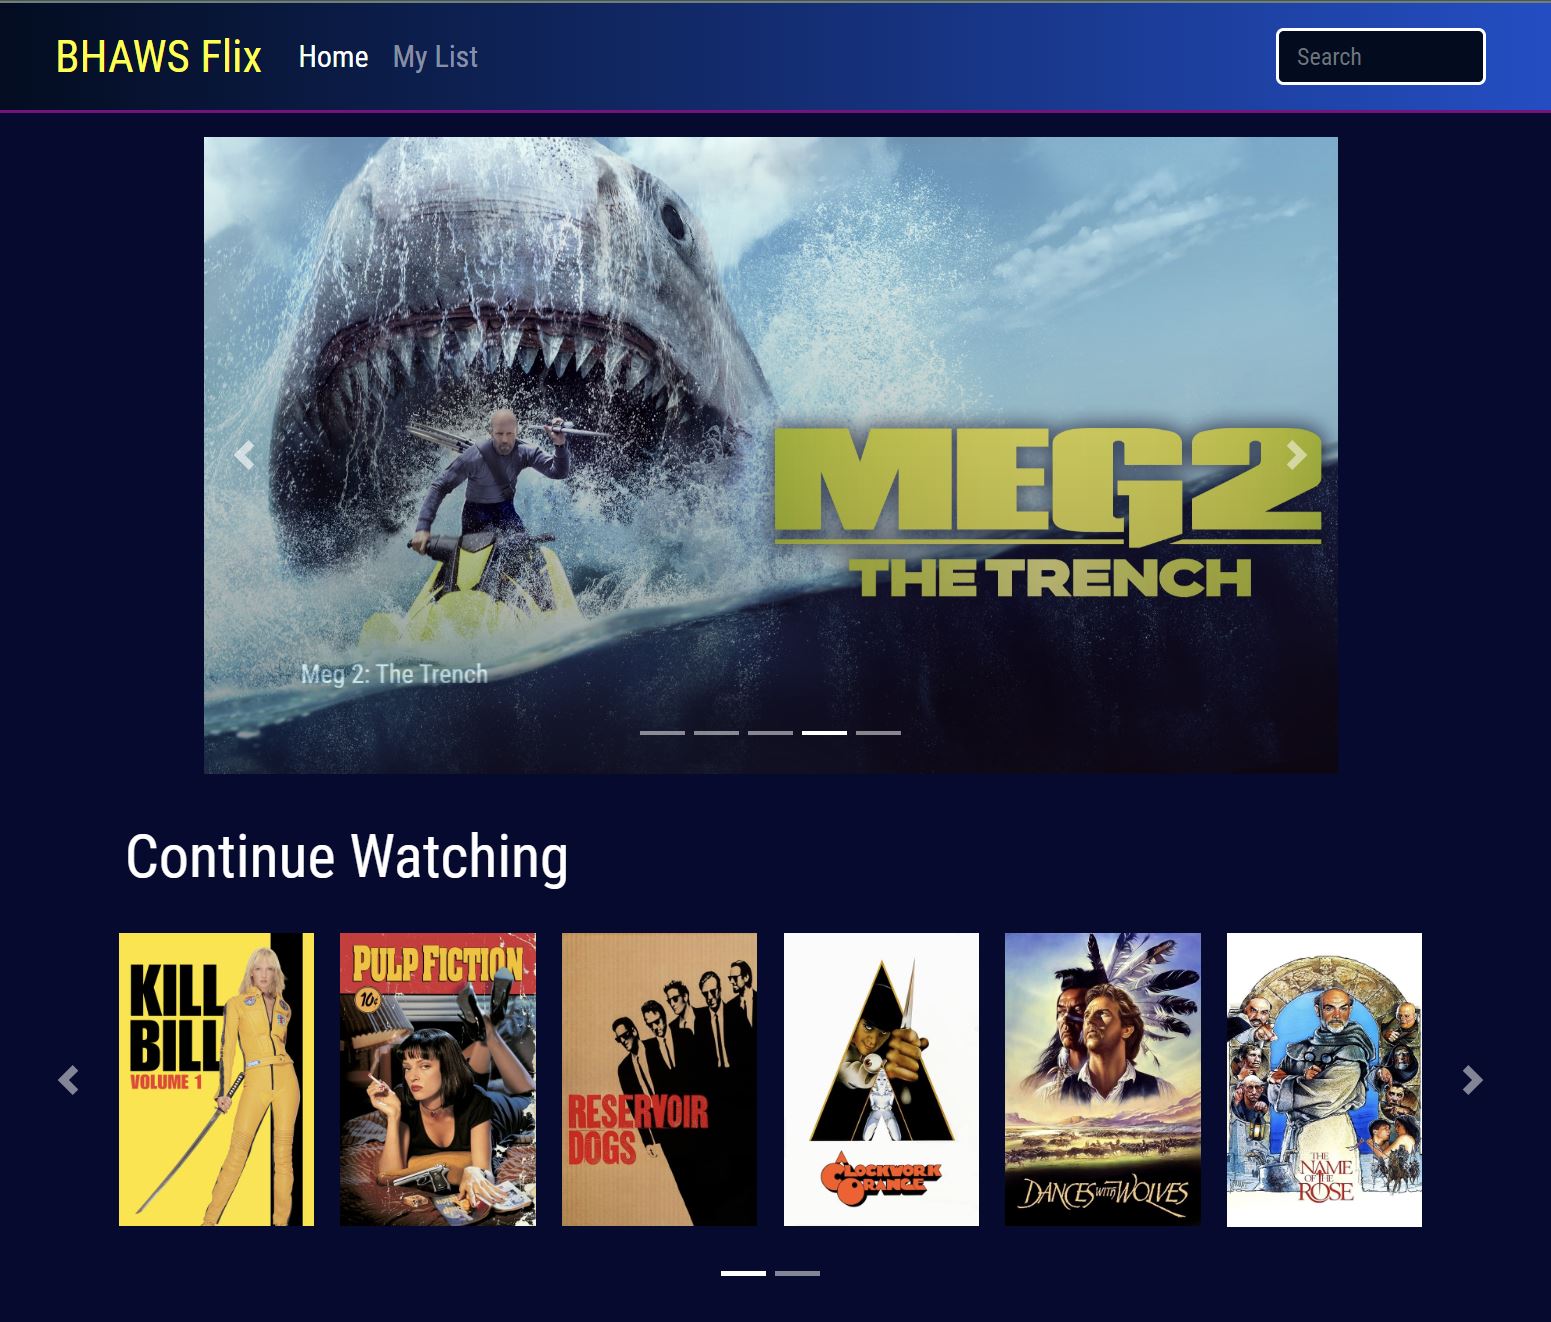 BHAWS Flix
Home
My List
Search
MEG2
THE TRENCH
Meg 2: The Trench
Continue Watching
KILL
BILL
VOLUME 1
PULP FICTION
10¢
RESERVOIR
DOGS
CLOCKWORK
ORANGE
DANCES WITH WOLVES
THE
NAME
OF THE
ROSE